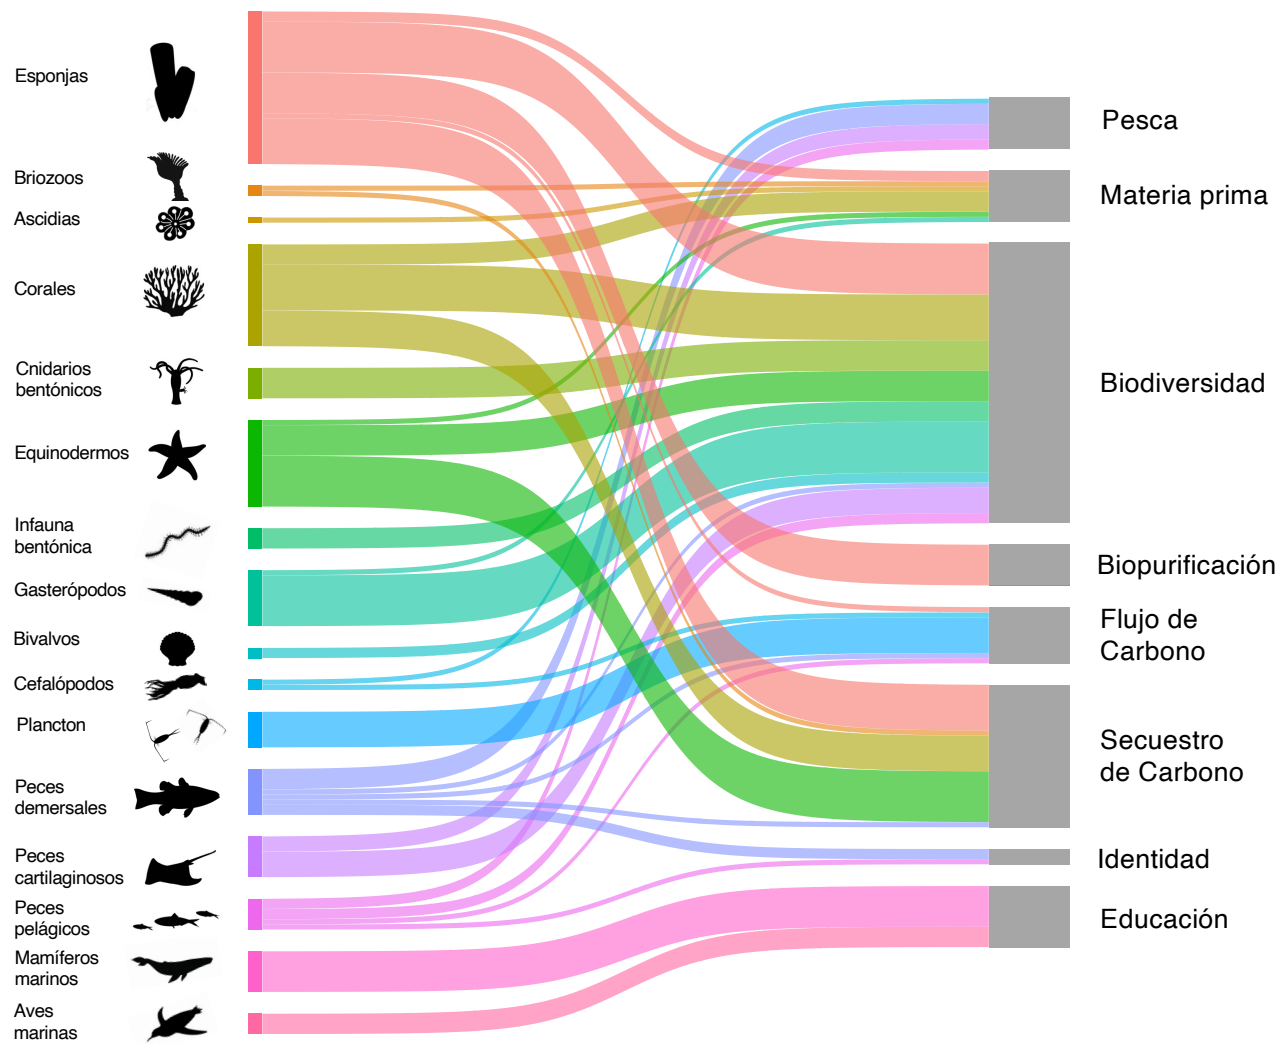 Esponjas
Briozoos
Ascidias
Corales
Cnidarios
bentónicos
Equinodermos
Infauna
bentónica
Gasterópodos
Bivalvos
Cefalópodos
Plancton
Peces
demersales
Peces
cartilaginosos
Peces
pelágicos
Mamíferos
marinos
Aves
marinas
Pesca
Materia prima
Biodiversidad
Biopurificación
Flujo de
Carbono
Secuestro
de Carbono
Identidad
Educación